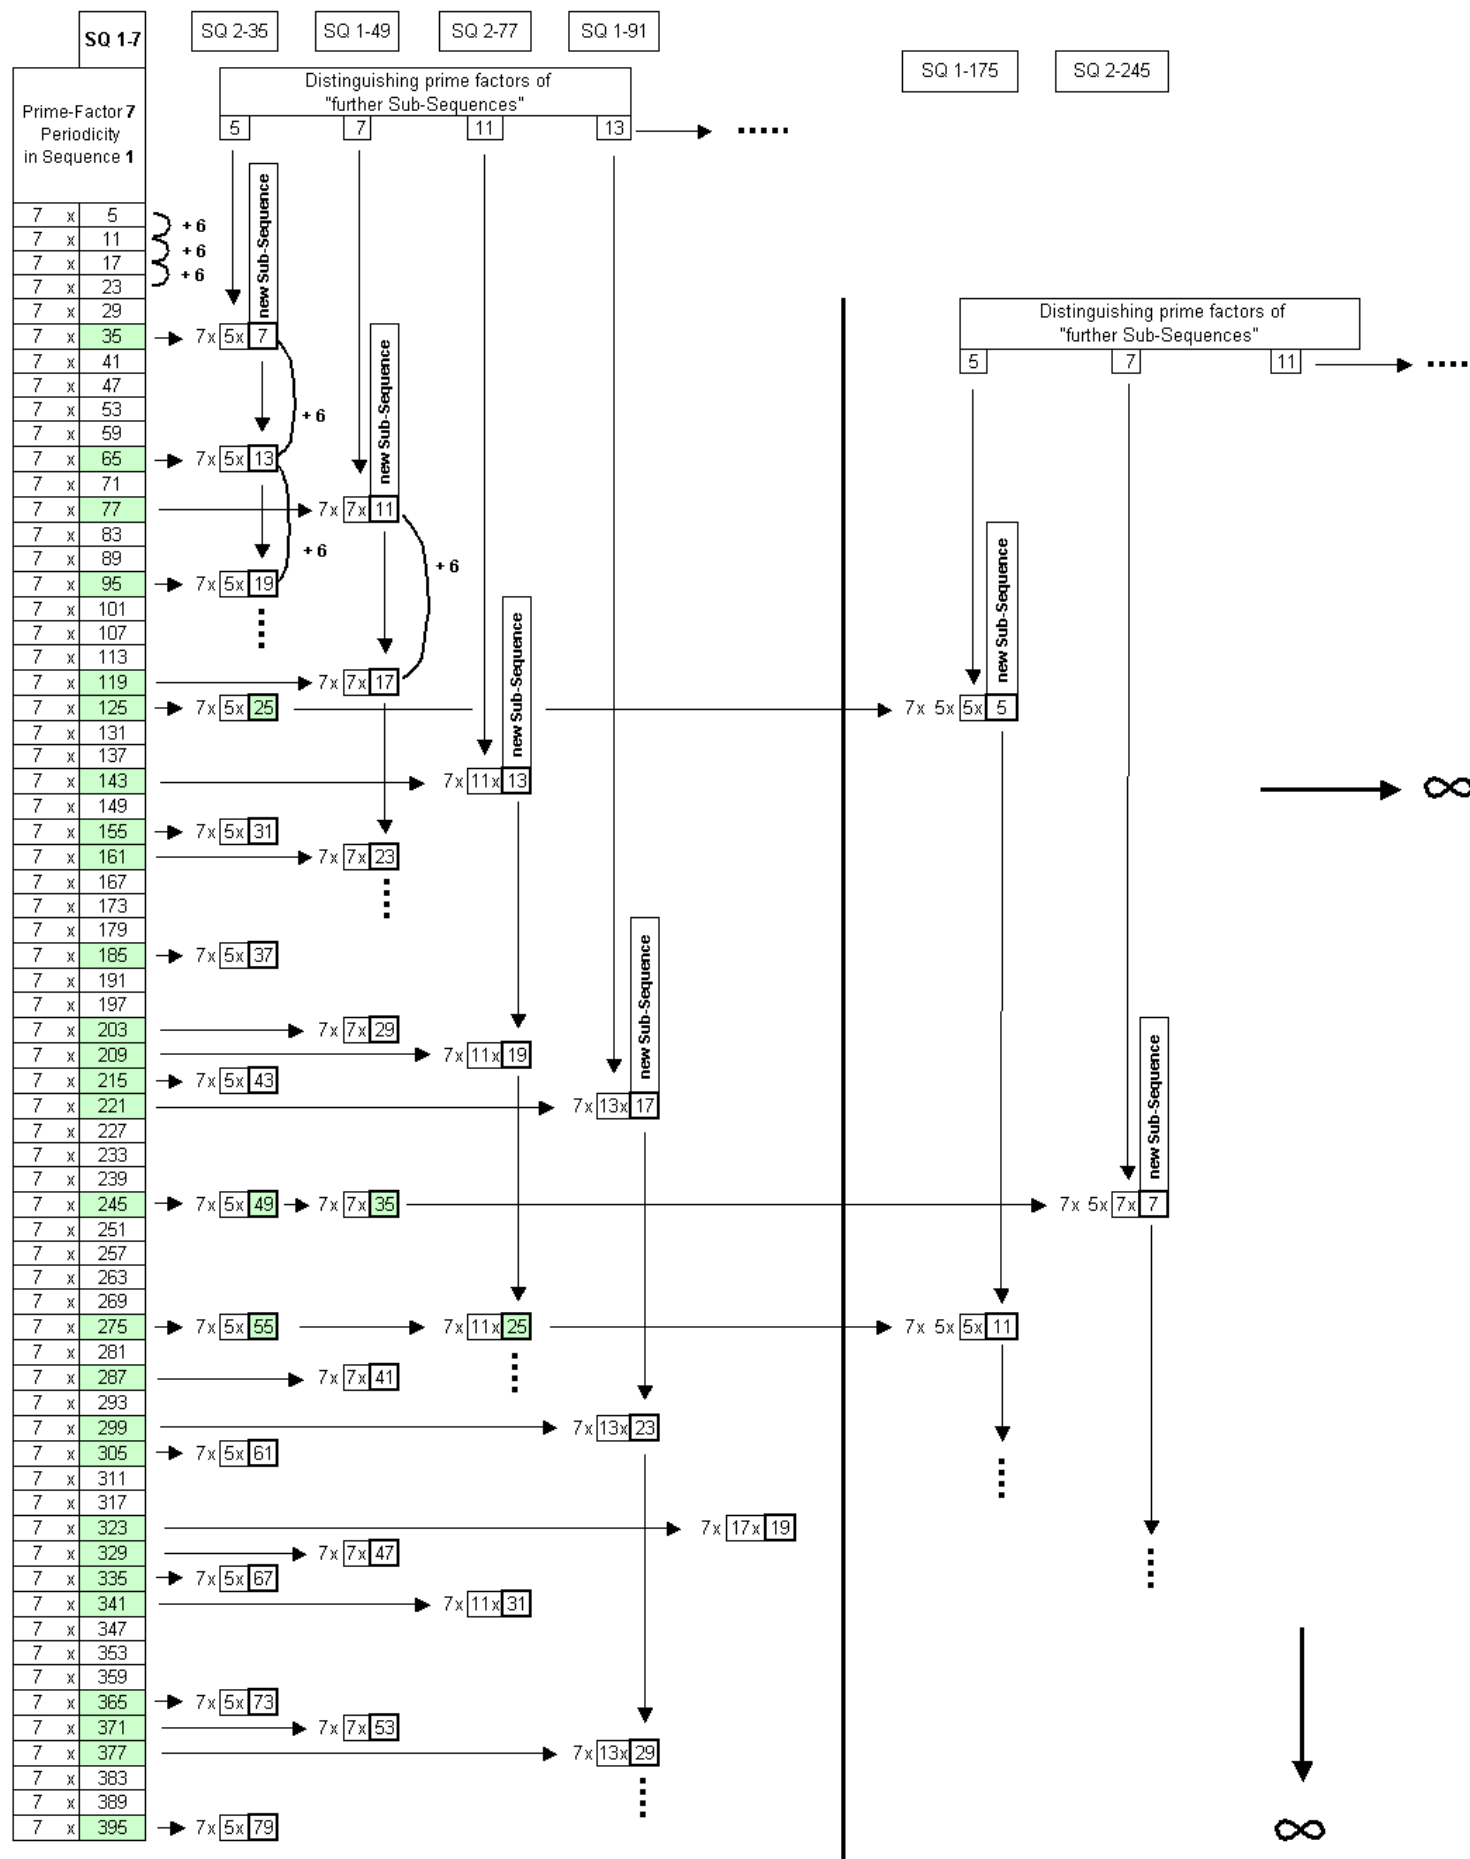 SQ 1-7 SQ 2-35 SQ 1-49 SQ 2-77 SQ 1-91
SQ 1-175 SQ 2-245
Distinguishing prime factors of
"further Sub-Sequences"
5 7 11 13 .....
Prime-Factor 7
Periodicity
in Sequence 1
new Sub-Sequence
7 x 5
+ 6
7 x 11
+ 6
7 x 17
+ 6
7 x 23
7 x 29
Distinguishing prime factors of
"further Sub-Sequences"
5 7 11 ....
7 x 35 7x 5x 7
new Sub-Sequence
7 x 41
7 x 47
7 x 53
+ 6
7 x 59
7 x 65 7x 5x 13
7 x 71
7 x 77 7x 7x 11
7 x 83
7 x 89
+ 6 + 6
7 x 95 7x 5x 19
new Sub-Sequence
7 x 101
7 x 107
7 x 113
new Sub-Sequence
7 x 119 7x 7x 17
7 x 125 7x 5x 25 7x 5x 5x 5
7 x 131
7 x 137
7 x 143 7x 11x 13
∞
7 x 149
7 x 155 7x 5x 31
7 x 161 7x 7x 23
7 x 167
7 x 173
7 x 179
7 x 185 7x 5x 37
7 x 191
7 x 197
new Sub-Sequence
7 x 203 7x 7x 29
7 x 209 7x 11x 19
7 x 215 7x 5x 43
7 x 221 7x 13x 17
new Sub-Sequence
7 x 227
7 x 233
7 x 239
7 x 245 7x 5x 49 7x 7x 35 7x 5x 7x 7
7 x 251
7 x 257
7 x 263
7 x 269
7 x 275 7x 5x 55 7x 11x 25 7x 5x 5x 11
7 x 281
7 x 287 7x 7x 41
7 x 293
7 x 299 7x 13x 23
7 x 305 7x 5x 61
7 x 311
7 x 317
7 x 323 7x 17x 19
7 x 329 7x 7x 47
7 x 335 7x 5x 67
7 x 341 7x 11x 31
7 x 347
7 x 353
7 x 359
7 x 365 7x 5x 73
7 x 371 7x 7x 53
7 x 377 7x 13x 29
7 x 383
7 x 389
7 x 395 7x 5x 79
∞